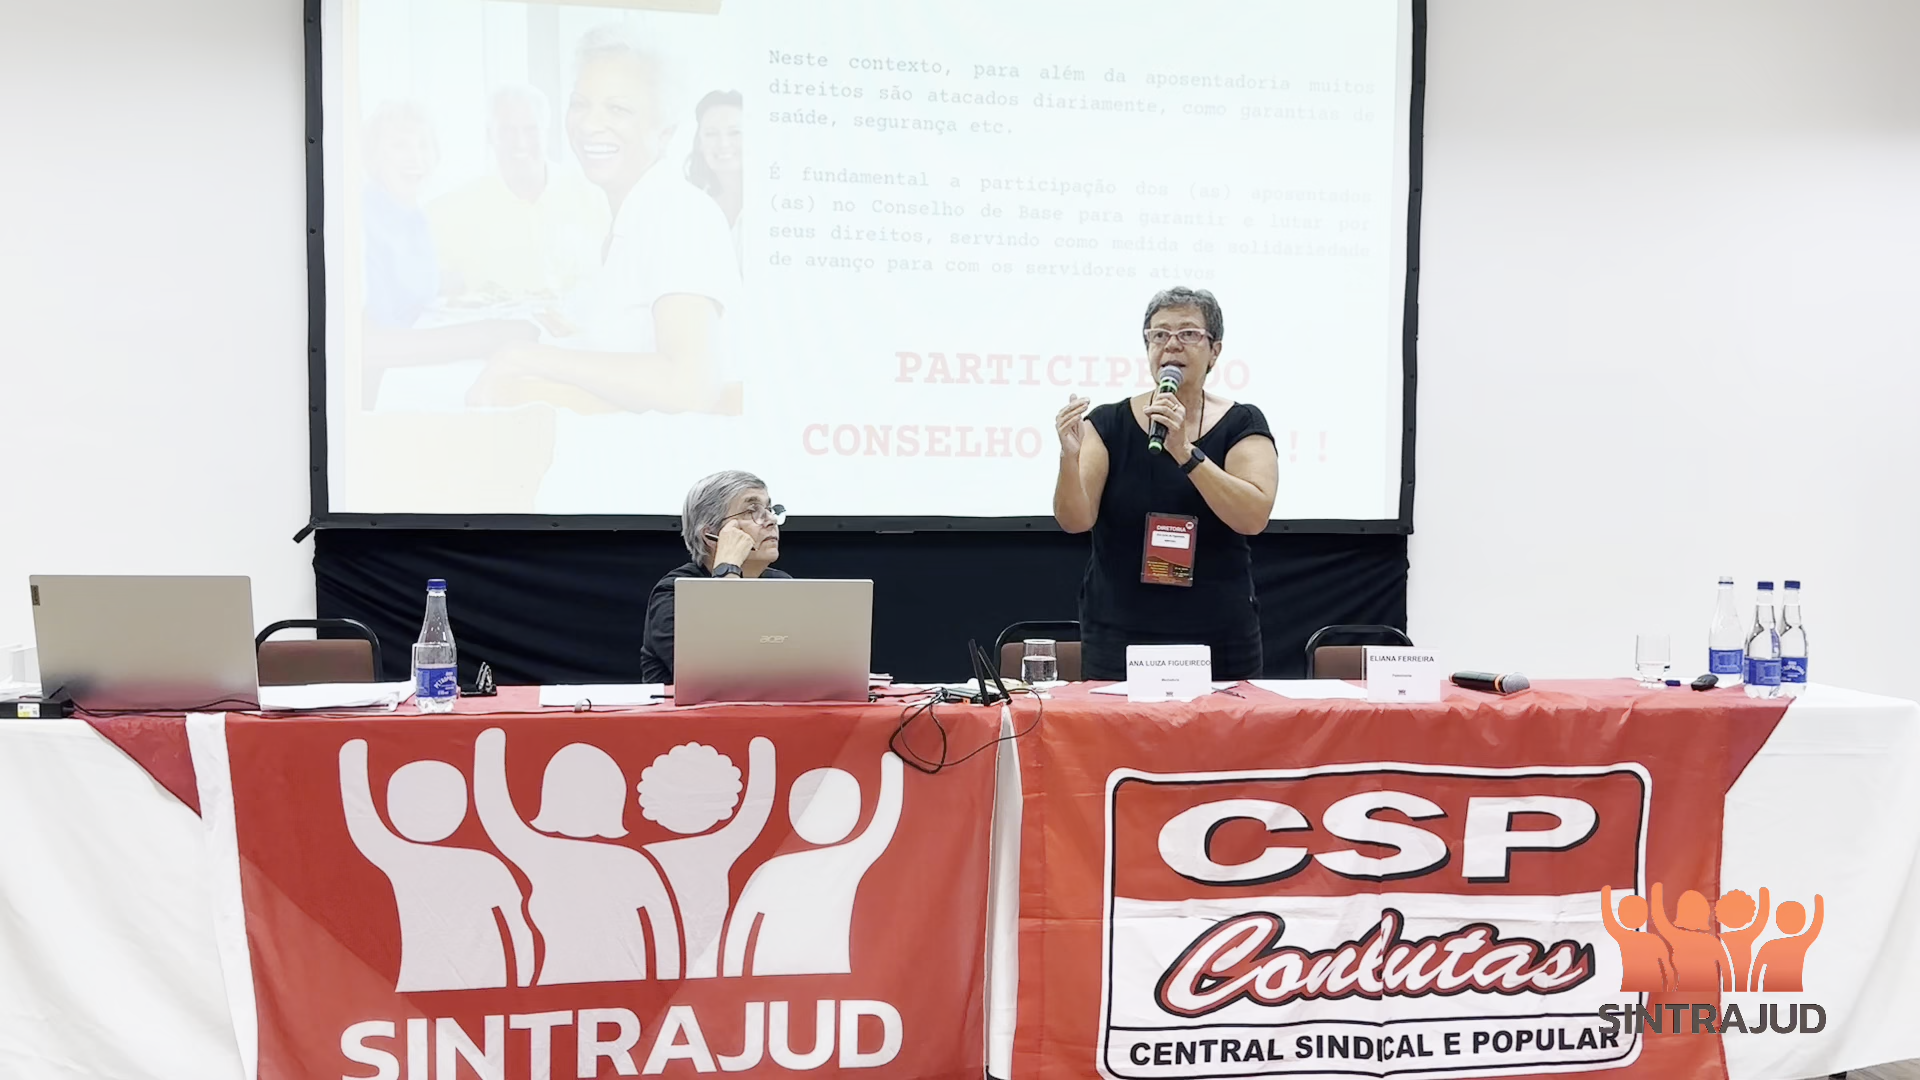 Neste contexto, para além da aposentadoria muitos
direitos são atacados diariamente, como garantias de
saúde, segurança etc.
É fundamental a participação dos (as) aposentados
(as) no Conselho de Base para garantir e lutar por
seus direitos, servindo como medida de solidariedade
de avanço para com os servidores ativos
PARTICIPE DO
CONSELHO !!
DIRETORIA
acer
ANA LUIZA FIGUEIREDO
ELIANA FERREIRA
SINTRAJUD
CSP
Conlutas
CENTRAL SINDICAL E POPULAR
SINTRAJUD